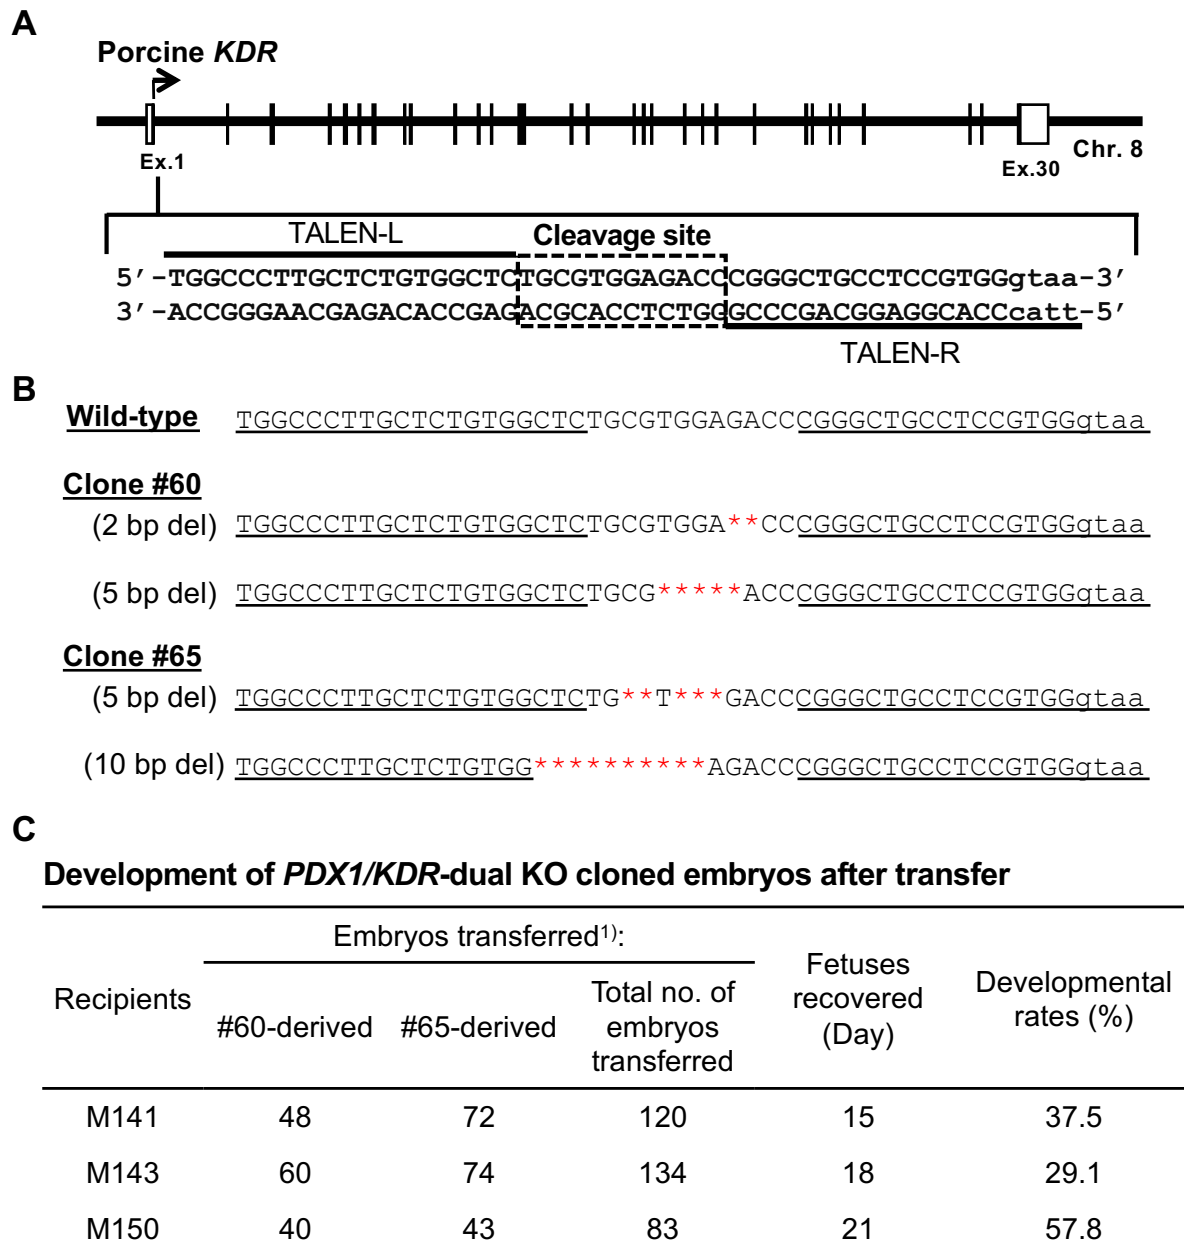 A
Porcine KDR
Ex.1
Ex.30
Chr. 8
TALEN-L
Cleavage site
5′-TGGCCCTTGCTCTGTGGCTCTGCGTGGAGACCCGGGCTGCCTCCGTGGgtaa-3′
3′-ACCGGGAACGAGACACCGAGACGCACCTCTGGGCCCGACGGAGGCACCcatt-5′
TALEN-R
B
Wild-type TGGCCCTTGCTCTGTGGCTCTGCGTGGAGACCCGGGCTGCCTCCGTGGgtaa
Clone #60
(2 bp del) TGGCCCTTGCTCTGTGGCTCTGCGTGGA**CCCGGGCTGCCTCCGTGGgtaa
(5 bp del) TGGCCCTTGCTCTGTGGCTCTGCG*****ACCCGGGCTGCCTCCGTGGgtaa
Clone #65
(5 bp del) TGGCCCTTGCTCTGTGGCTCTG**T***GACCCGGGCTGCCTCCGTGGgtaa
(10 bp del) TGGCCCTTGCTCTGTGG**********AGACCCGGGCTGCCTCCGTGGgtaa
C
Development of PDX1/KDR-dual KO cloned embryos after transfer
Embryos transferred1):
Recipients
#60-derived
#65-derived
Total no. of
embryos
transferred
Fetuses
recovered
(Day)
Developmental
rates (%)
M141 48 72 120 15 37.5
M143 60 74 134 18 29.1
M150 40 43 83 21 57.8